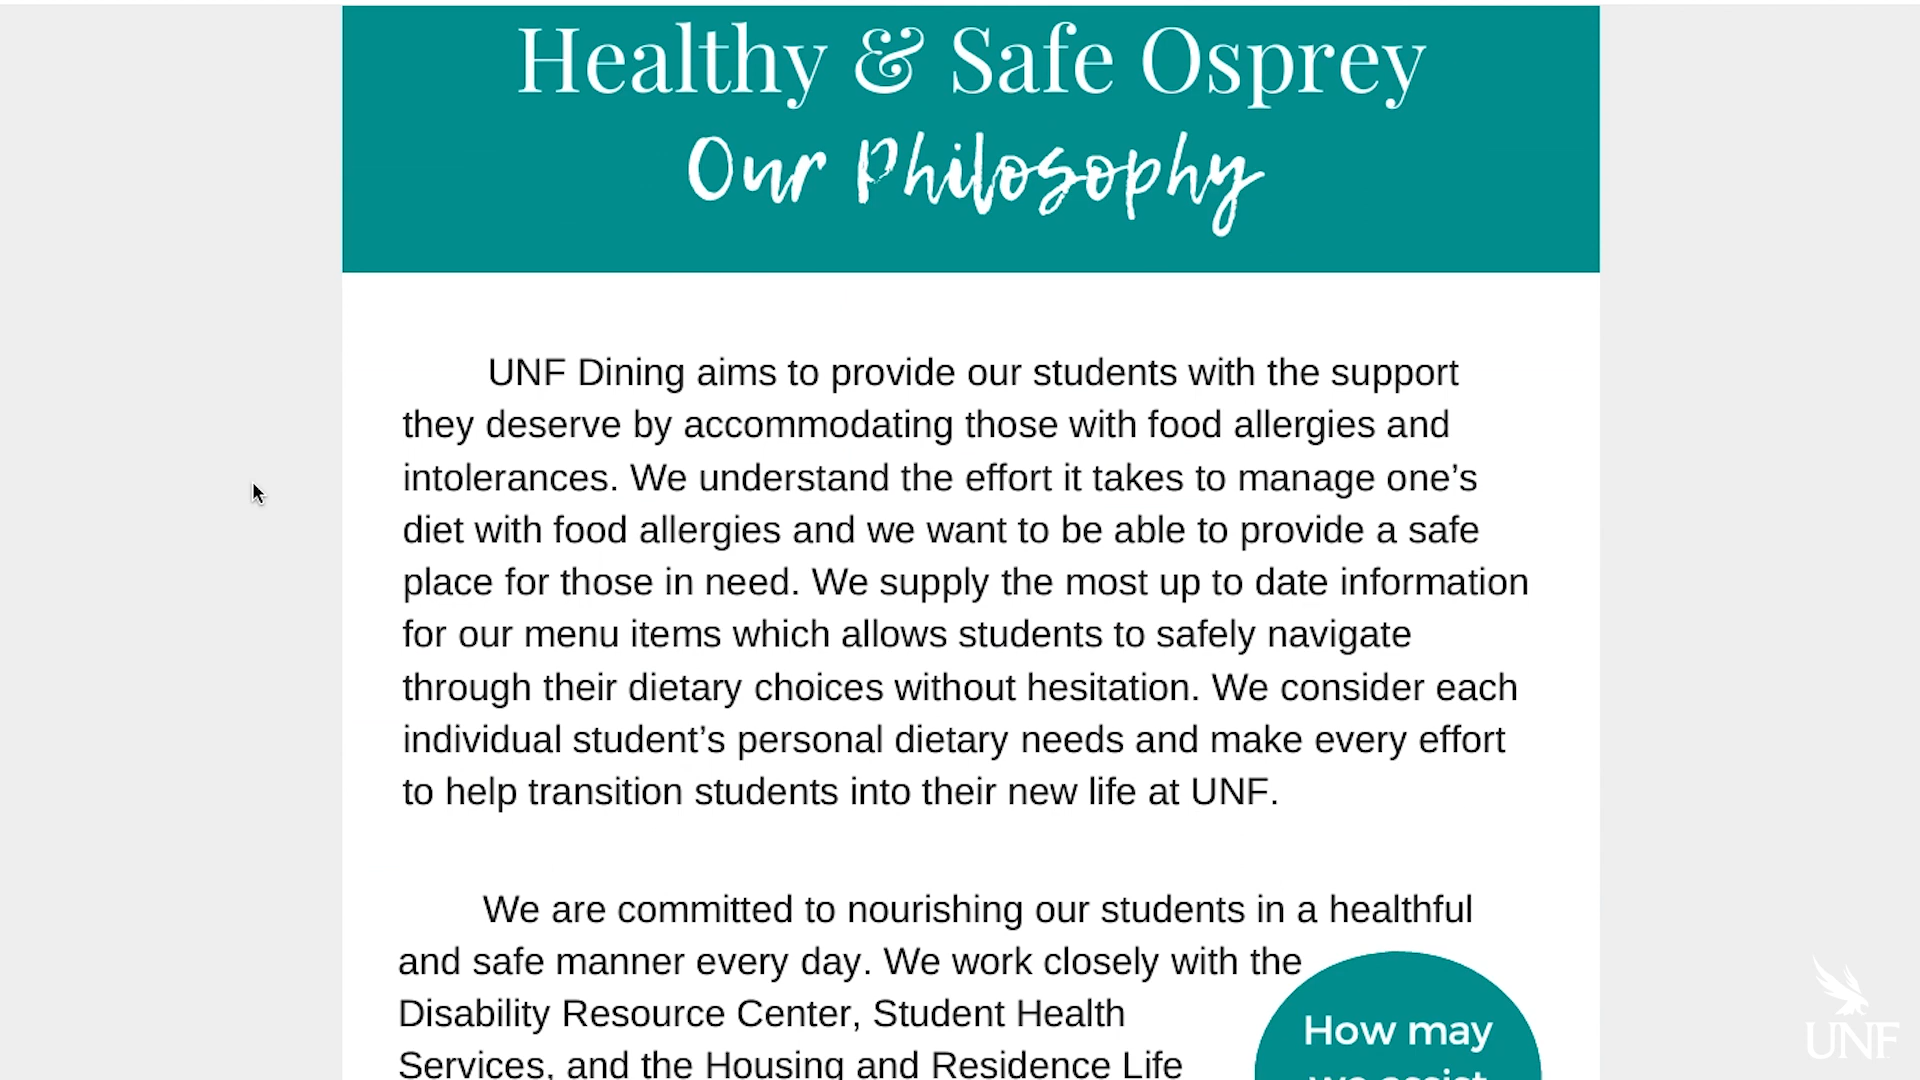 Healthy & Safe Osprey
Our Philosophy
UNF Dining aims to provide our students with the support
they deserve by accommodating those with food allergies and
intolerances. We understand the effort it takes to manage one’s
diet with food allergies and we want to be able to provide a safe
place for those in need. We supply the most up to date information
for our menu items which allows students to safely navigate
through their dietary choices without hesitation. We consider each
individual student’s personal dietary needs and make every effort
to help transition students into their new life at UNF.
We are committed to nourishing our students in a healthful
and safe manner every day. We work closely with the
Disability Resource Center, Student Health
Services, and the Housing and Residence Life
How may
we assist
UNF